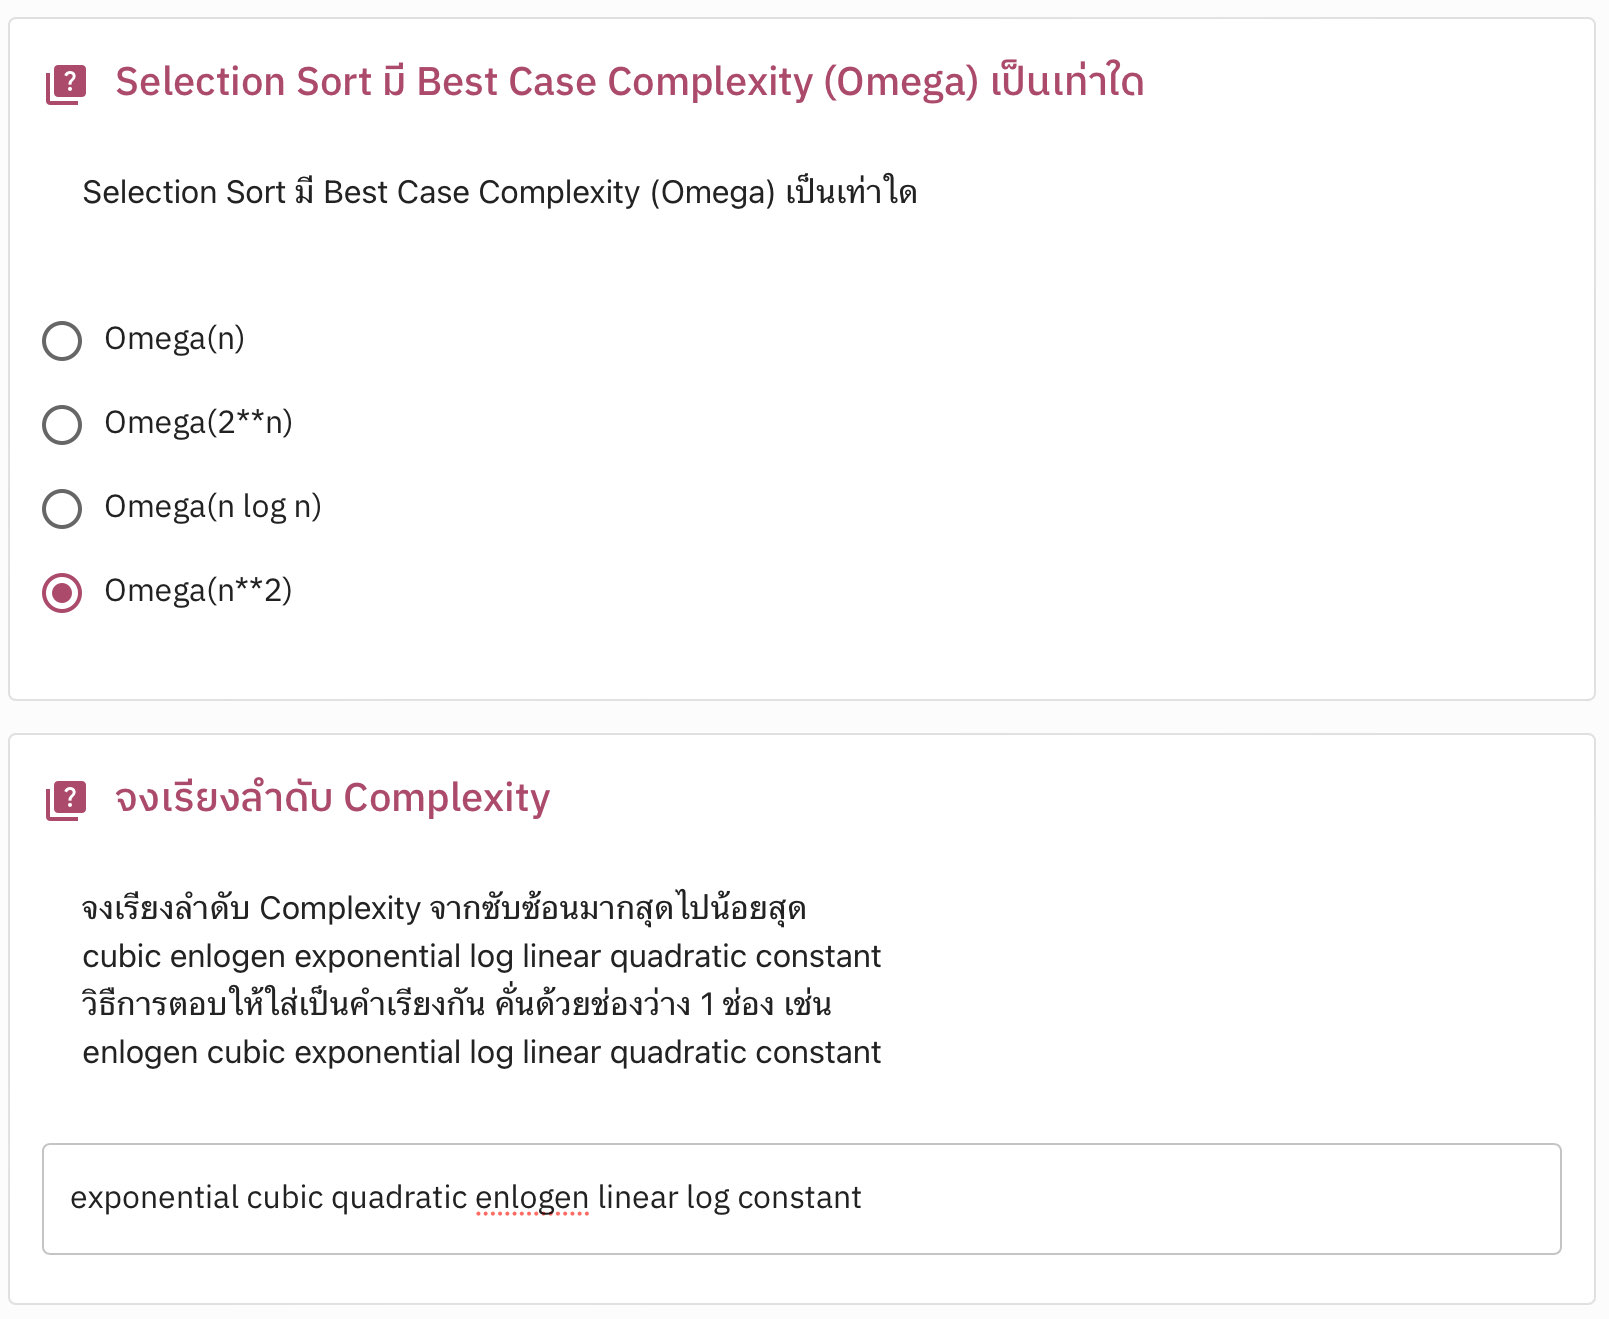 Selection Sort มี Best Case Complexity (Omega) เป็นเท่าใด
Selection Sort มี Best Case Complexity (Omega) เป็นเท่าใด
Omega(n)
Omega(2**n)
Omega(n log n)
Omega(n**2)
จงเรียงลำดับ Complexity
จงเรียงลำดับ Complexity จากซับซ้อนมากสุดไปน้อยสุด
cubic enlogen exponential log linear quadratic constant
วิธีการตอบให้ใส่เป็นคำเรียงกัน คั่นด้วยช่องว่าง 1 ช่อง เช่น
enlogen cubic exponential log linear quadratic constant
exponential cubic quadratic enlogen linear log constant